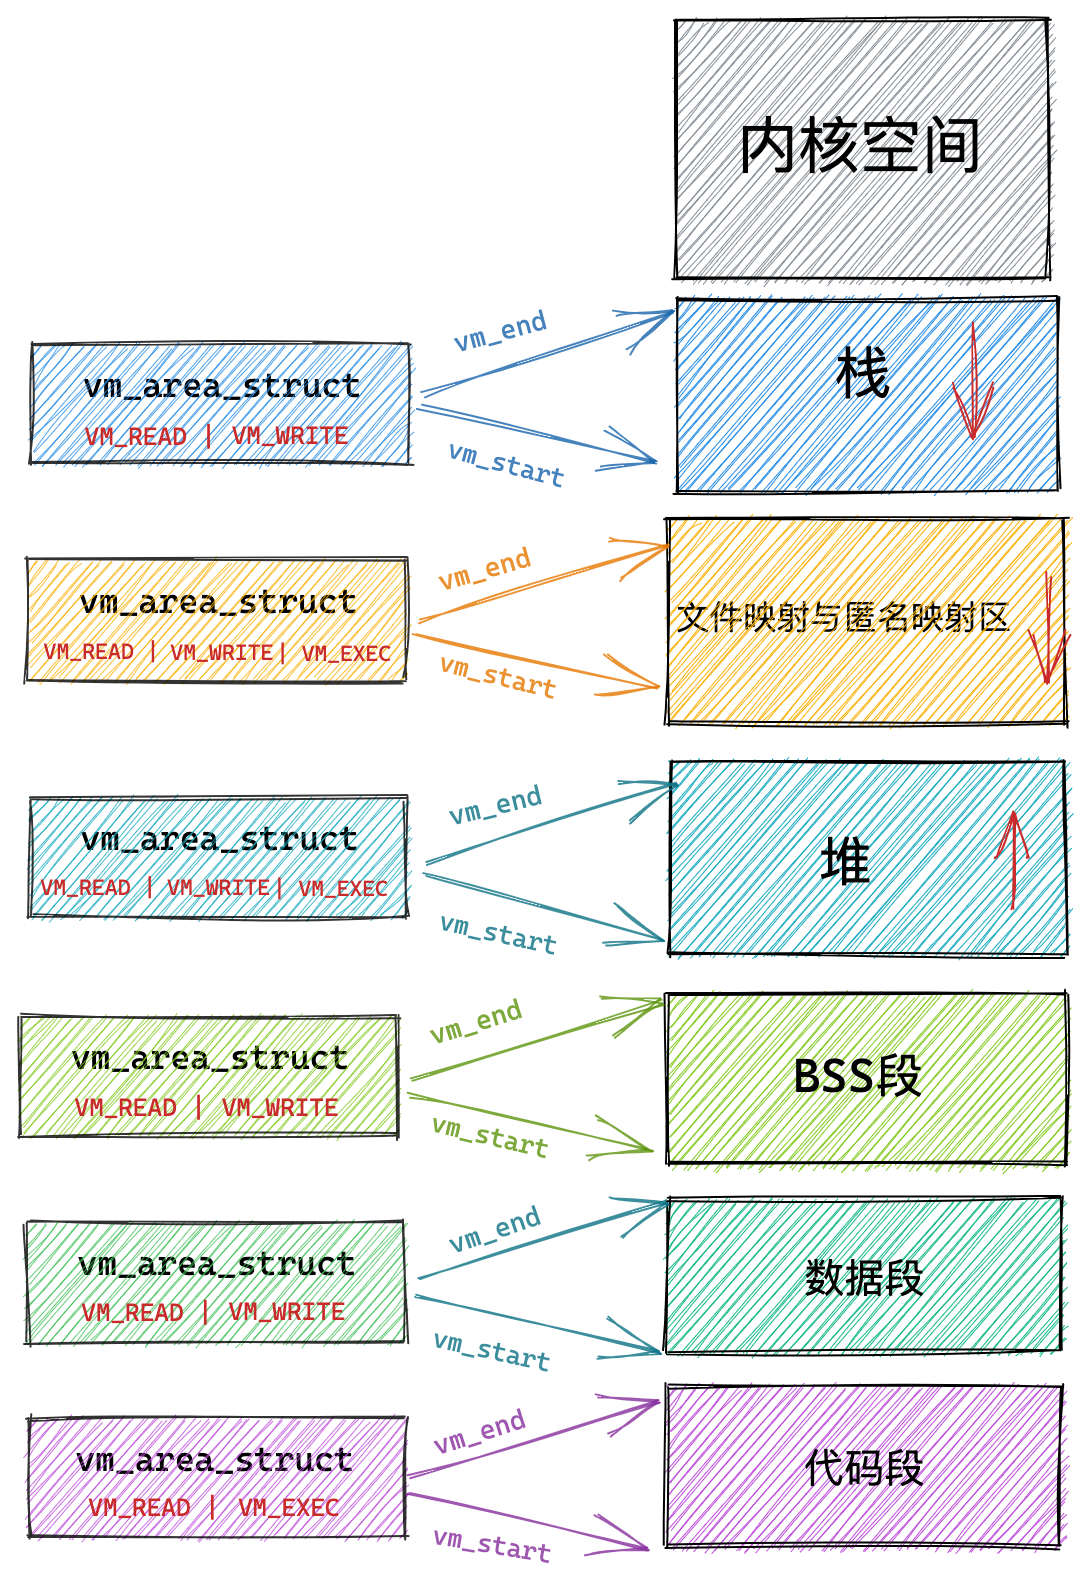 内核空间
vm_end
栈
vm_area_struct
VM_READ | VM_WRITE
vm_start
vm_end
vm_area_struct
文件映射与匿名映射区
VM_READ | VM_WRITE | VM_EXEC
vm_start
vm_end
vm_area_struct
堆
VM_READ | VM_WRITE | VM_EXEC
vm_start
vm_end
vm_area_struct
BSS段
VM_READ | VM_WRITE
vm_start
vm_end
vm_area_struct
数据段
VM_READ | VM_WRITE
vm_start
vm_end
vm_area_struct
代码段
VM_READ | VM_EXEC
vm_start